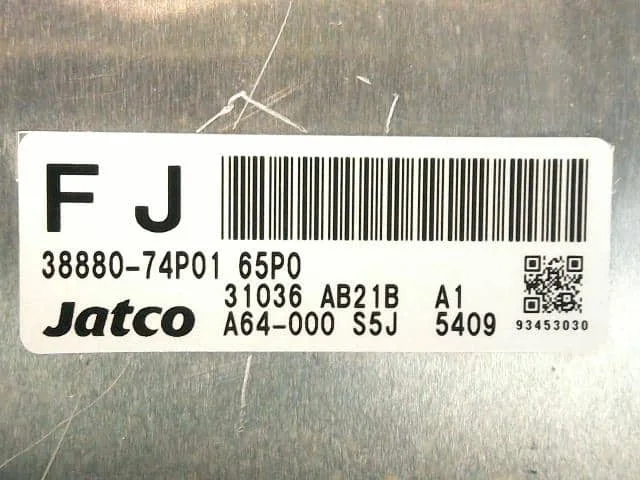 F J
38880-74P01 65P0
31036 AB21B A1
Jatco A64-000 S5J 5409
93453030